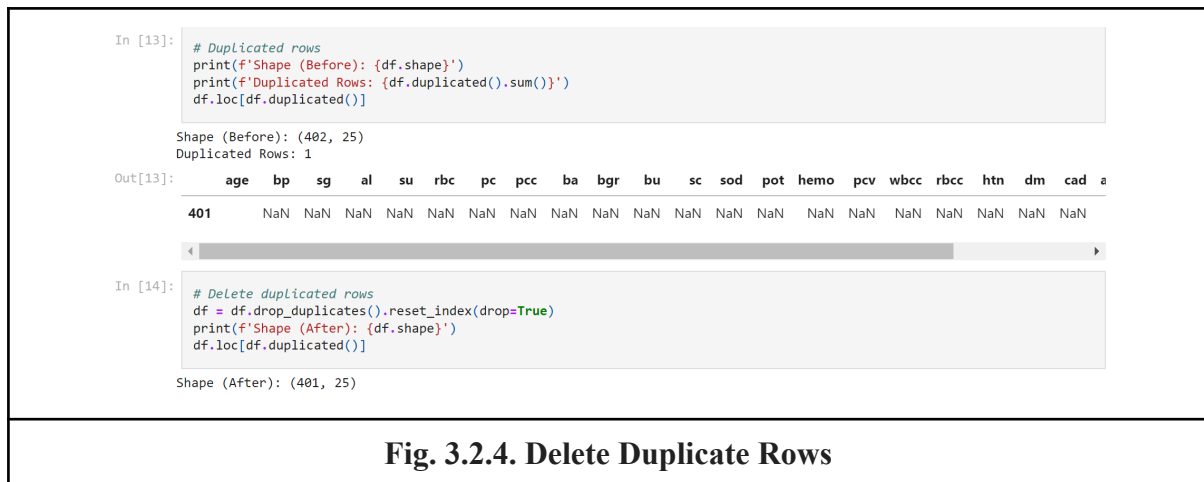 In [13]:
# Duplicated rows
print(f'Shape (Before): {df.shape}')
print(f'Duplicated Rows: {df.duplicated().sum()}')
df.loc[df.duplicated()]
Shape (Before): (402, 25)
Duplicated Rows: 1
Out[13]:
age bp sg al su rbc pc pcc ba bgr bu sc sod pot hemo pcv wbcc rbcc htn dm cad a
401 NaN NaN NaN NaN NaN NaN NaN NaN NaN NaN NaN NaN NaN NaN NaN NaN NaN NaN NaN NaN
In [14]:
# Delete duplicated rows
df = df.drop_duplicates().reset_index(drop=True)
print(f'Shape (After): {df.shape}')
df.loc[df.duplicated()]
Shape (After): (401, 25)
Fig. 3.2.4. Delete Duplicate Rows